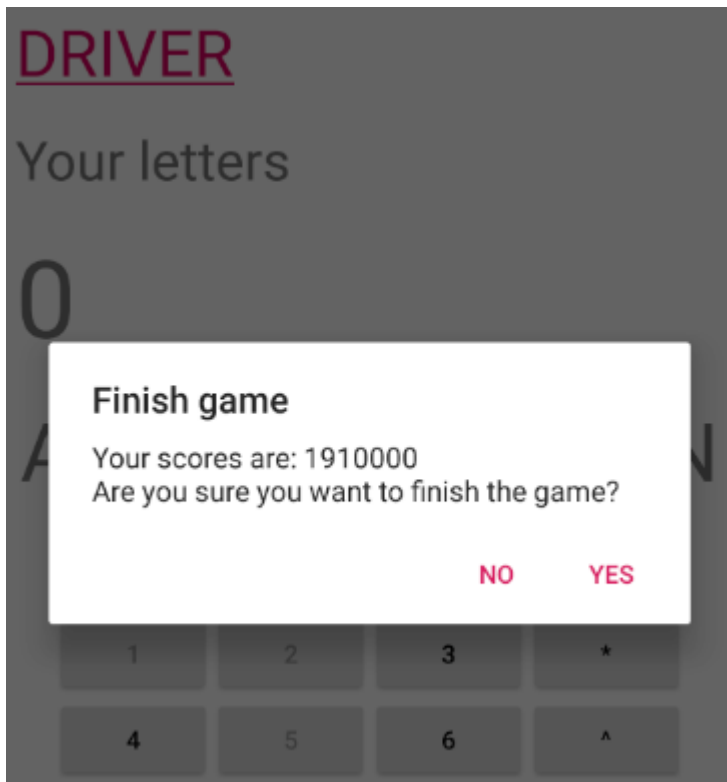 DRIVER
Your letters
0
A N
Finish game
Your scores are: 1910000
Are you sure you want to finish the game?
NO YES
1 2 3 *
4 5 6 ^